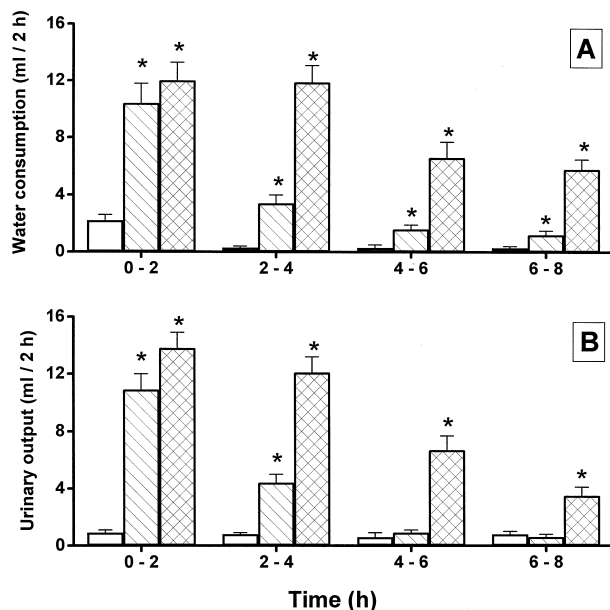 Water consumption (ml / 2 h)
16
12
8
4
0
A
* * * * * * * *
0 - 2 2 - 4 4 - 6 6 - 8
Urinary output (ml / 2 h)
16
12
8
4
0
B
* * * * * *
0 - 2 2 - 4 4 - 6 6 - 8
Time (h)